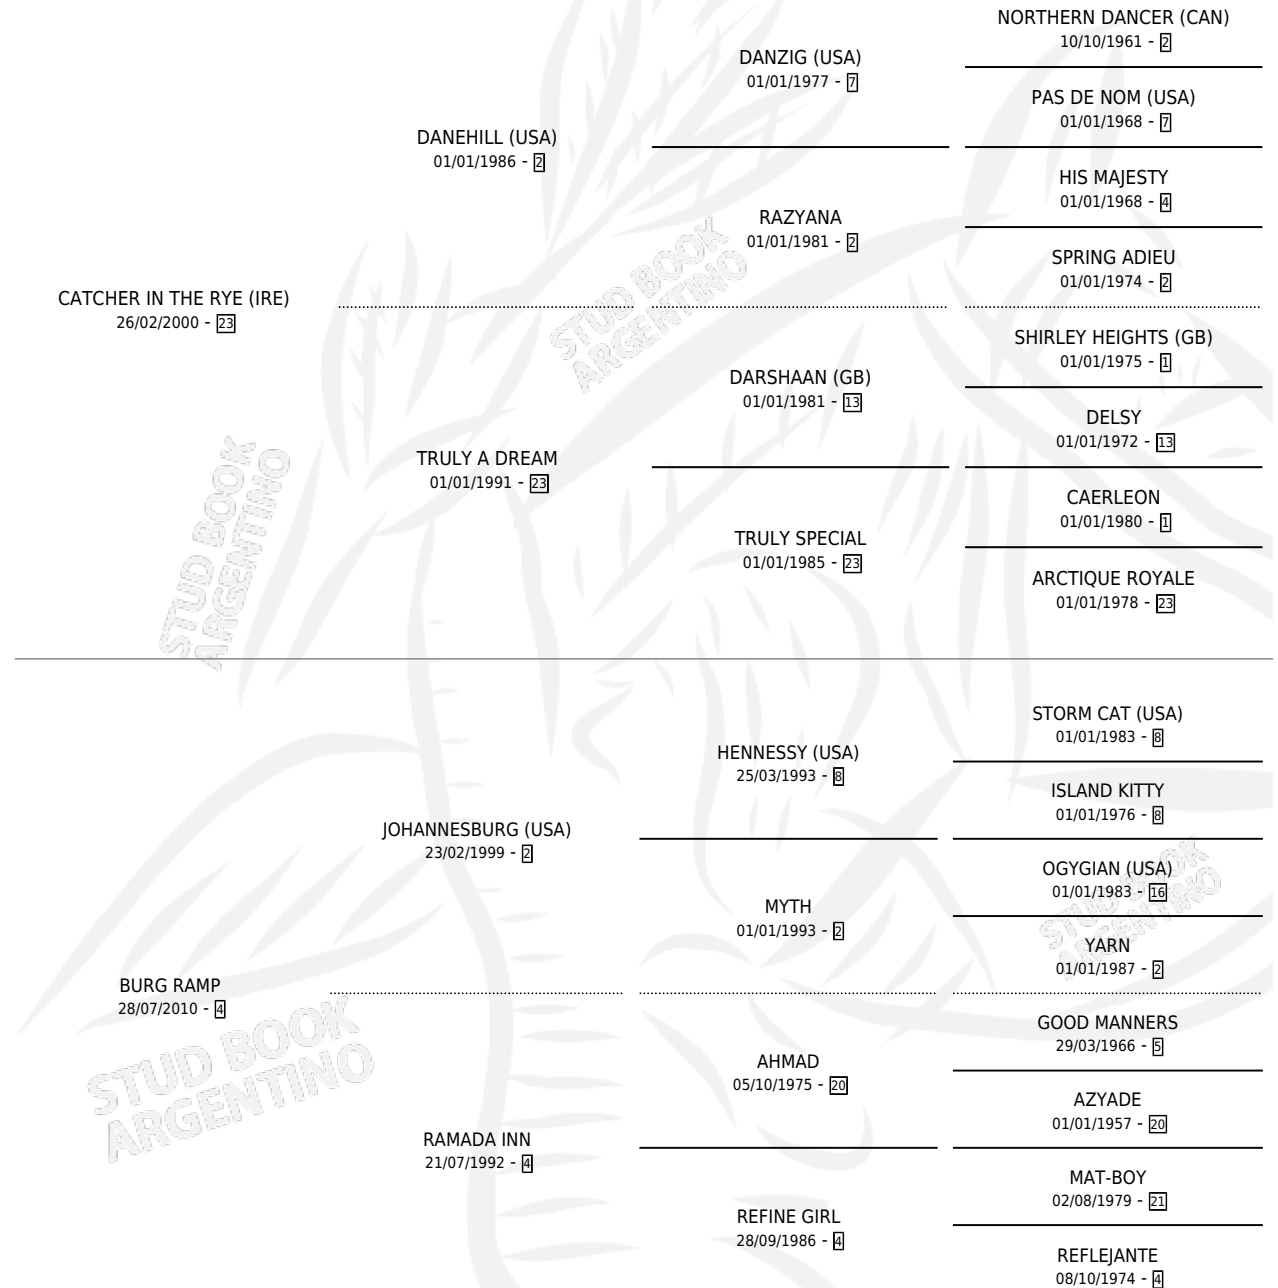 NORTHERN DANCER (CAN)
10/10/1961 - 2
DANZIG (USA)
01/01/1977 - 7
PAS DE NOM (USA)
01/01/1968 - 7
DANEHILL (USA)
01/01/1986 - 2
HIS MAJESTY
01/01/1968 - 4
RAZYANA
01/01/1981 - 2
SPRING ADIEU
01/01/1974 - 2
CATCHER IN THE RYE (IRE)
26/02/2000 - 23
SHIRLEY HEIGHTS (GB)
01/01/1975 - 1
DARSHAAN (GB)
01/01/1981 - 13
DELSY
01/01/1972 - 13
TRULY A DREAM
01/01/1991 - 23
CAERLEON
01/01/1980 - 1
TRULY SPECIAL
01/01/1985 - 23
ARCTIQUE ROYALE
01/01/1978 - 23
STORM CAT (USA)
01/01/1983 - 8
HENNESSY (USA)
25/03/1993 - 8
ISLAND KITTY
01/01/1976 - 8
JOHANNESBURG (USA)
23/02/1999 - 2
OGYGIAN (USA)
01/01/1983 - 16
MYTH
01/01/1993 - 2
YARN
01/01/1987 - 2
BURG RAMP
28/07/2010 - 4
GOOD MANNERS
29/03/1966 - 5
AHMAD
05/10/1975 - 20
AZYADE
01/01/1957 - 20
RAMADA INN
21/07/1992 - 4
MAT-BOY
02/08/1979 - 21
REFINE GIRL
28/09/1986 - 4
REFLEJANTE
08/10/1974 - 4
STUD BOOK
ARGENTINO
STUD BOOK
ARGENTINO
STUD BOOK
ARGENTINO
STUD BOOK
ARGENTINO